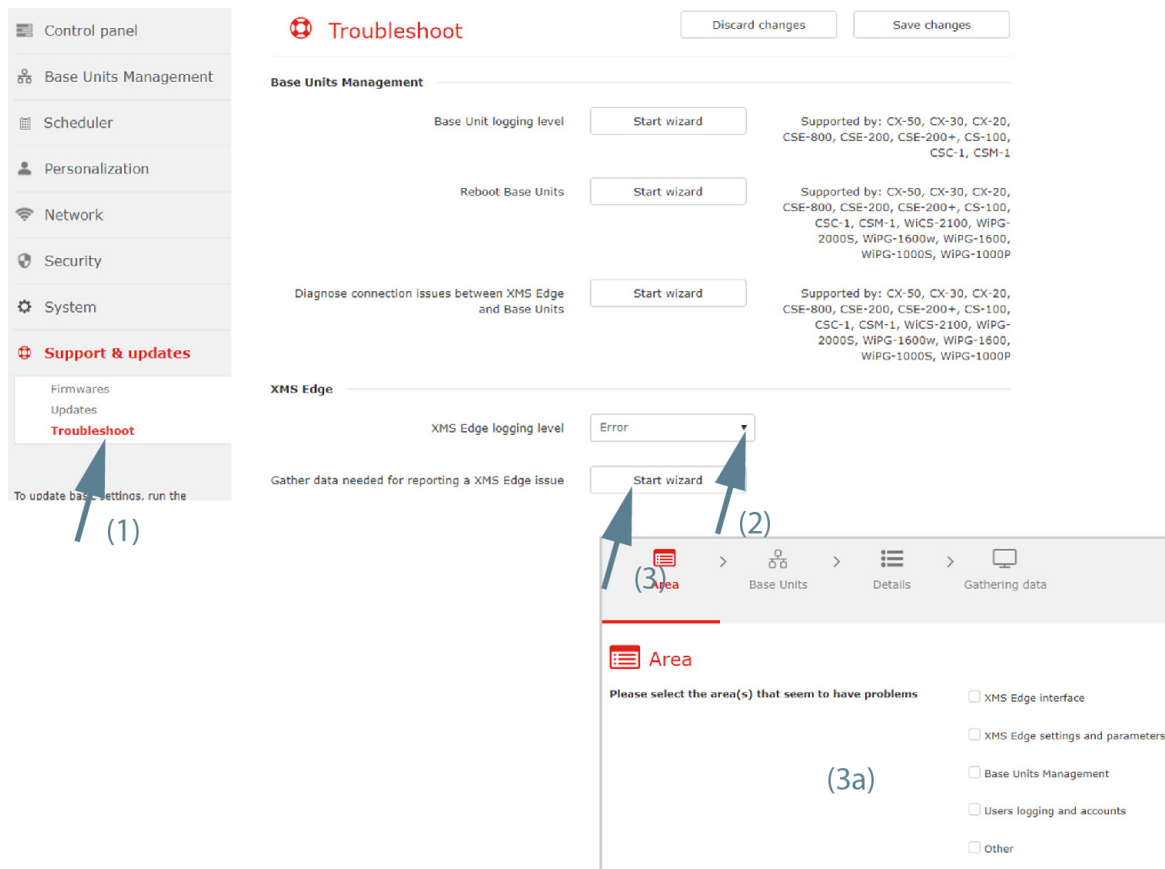 Control panel
Base Units Management
Scheduler
Personalization
Network
Security
System
Support & updates
Firmwares
Updates
Troubleshoot
To update basic settings, run the
(1)
Troubleshoot
Discard changes
Save changes
Base Units Management
Base Unit logging level
Start wizard
Supported by: CX-50, CX-30, CX-20,
CSE-800, CSE-200, CSE-200+, CS-100,
CSC-1, CSM-1
Reboot Base Units
Start wizard
Supported by: CX-50, CX-30, CX-20,
CSE-800, CSE-200, CSE-200+, CS-100,
CSC-1, CSM-1, WiCS-2100, WiPG-
2000S, WiPG-1600w, WiPG-1600,
WiPG-1000S, WiPG-1000P
Diagnose connection issues between XMS Edge
and Base Units
Start wizard
Supported by: CX-50, CX-30, CX-20,
CSE-800, CSE-200, CSE-200+, CS-100,
CSC-1, CSM-1, WiCS-2100, WiPG-
2000S, WiPG-1600w, WiPG-1600,
WiPG-1000S, WiPG-1000P
XMS Edge
XMS Edge logging level
Error
Gather data needed for reporting a XMS Edge issue
Start wizard
(2)
(3)
Area
Base Units
Details
Gathering data
Area
Please select the area(s) that seem to have problems
XMS Edge interface
XMS Edge settings and parameters
Base Units Management
Users logging and accounts
Other
(3a)